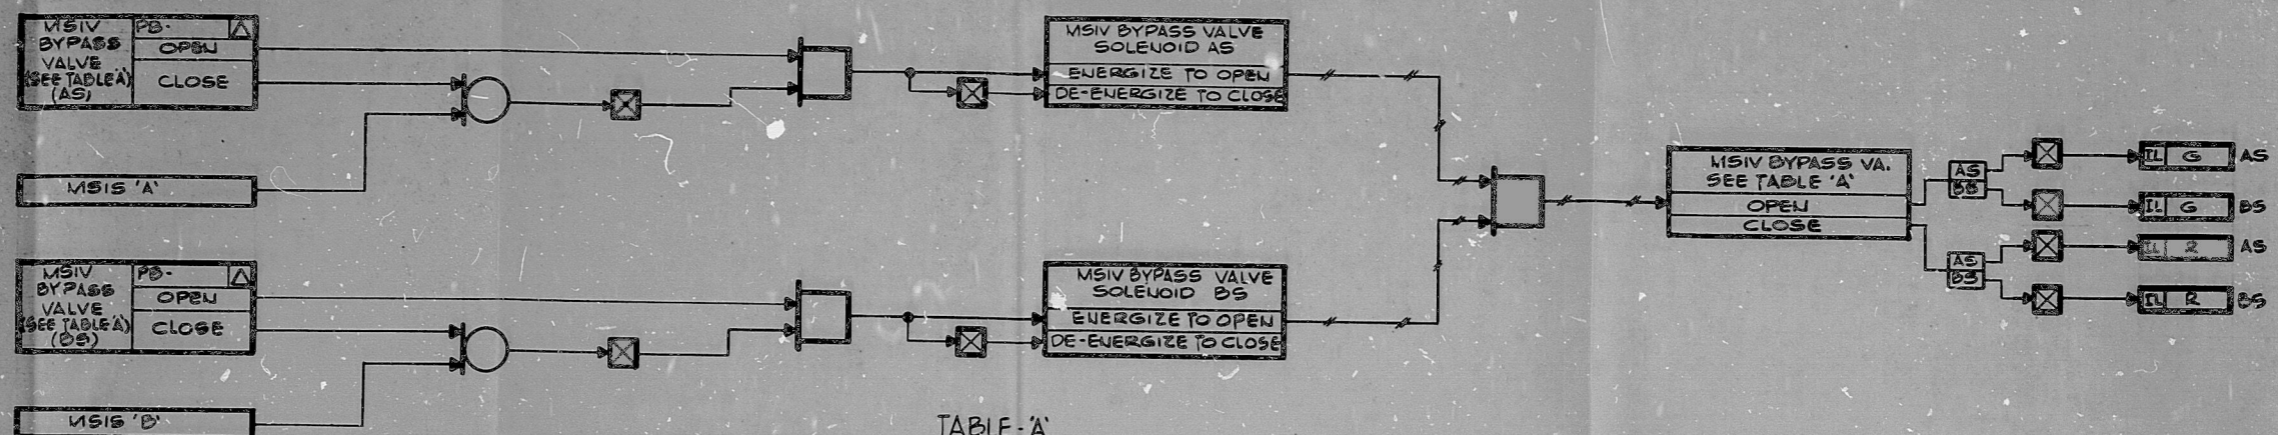 MSIV
BYPASS
VALVE
(SEE TABLE 'A')
(AS)
PB-
OPEN
CLOSE
MSIS 'A'
MSIV BYPASS VALVE
SOLENOID AS
ENERGIZE TO OPEN
DE-ENERGIZE TO CLOSE
MSIV
BYPASS
VALVE
(SEE TABLE 'A')
(BS)
PB-
OPEN
CLOSE
MSIS 'B'
MSIV BYPASS VALVE
SOLENOID BS
ENERGIZE TO OPEN
DE-ENERGIZE TO CLOSE
MSIV BYPASS VA.
SEE TABLE 'A'
OPEN
CLOSE
AS
BS
AS
BS
IL G AS
IL G BS
IL R AS
IL R BS
TABLE-'A'